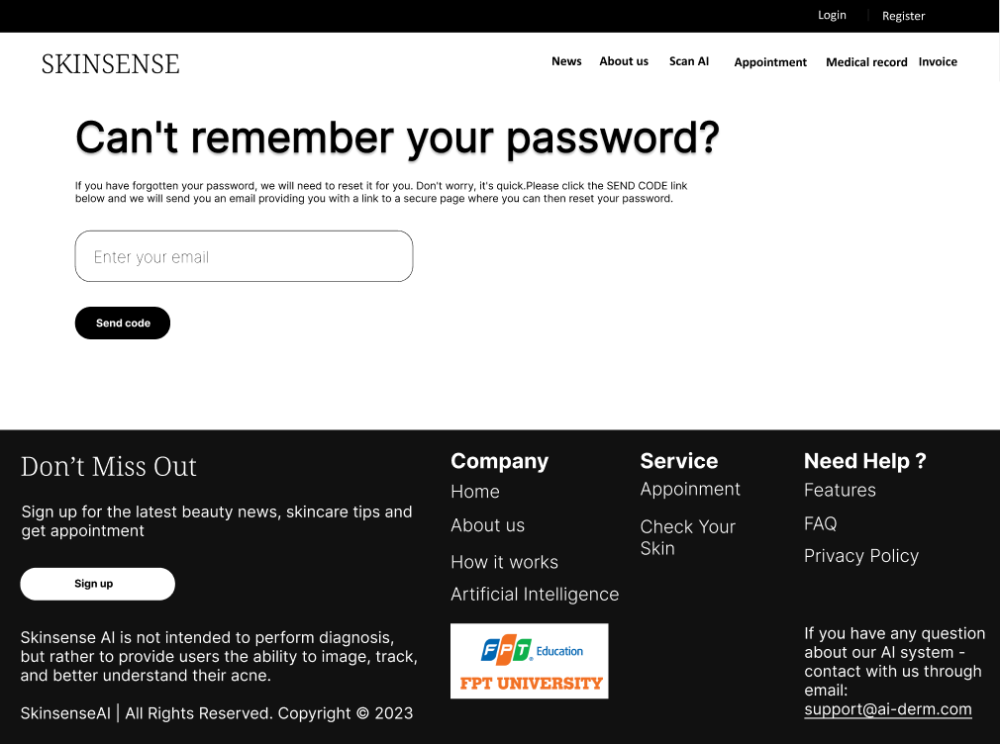 Login | Register
SKINSENSE
News About us Scan AI Appointment Medical record Invoice
Can't remember your password?
If you have forgotten your password, we will need to reset it for you. Don't worry, it's quick.Please click the SEND CODE link
below and we will send you an email providing you with a link to a secure page where you can then reset your password.
Enter your email
Send code
Don’t Miss Out
Sign up for the latest beauty news, skincare tips and
get appointment
Sign up
Skinsense AI is not intended to perform diagnosis,
but rather to provide users the ability to image, track,
and better understand their acne.
SkinsenseAI | All Rights Reserved. Copyright © 2023
Company
Home
About us
How it works
Artificial Intelligence
FPT Education
FPT UNIVERSITY
Service
Appoinment
Check Your
Skin
Need Help ?
Features
FAQ
Privacy Policy
If you have any question
about our AI system -
contact with us through
email:
support@ai-derm.com